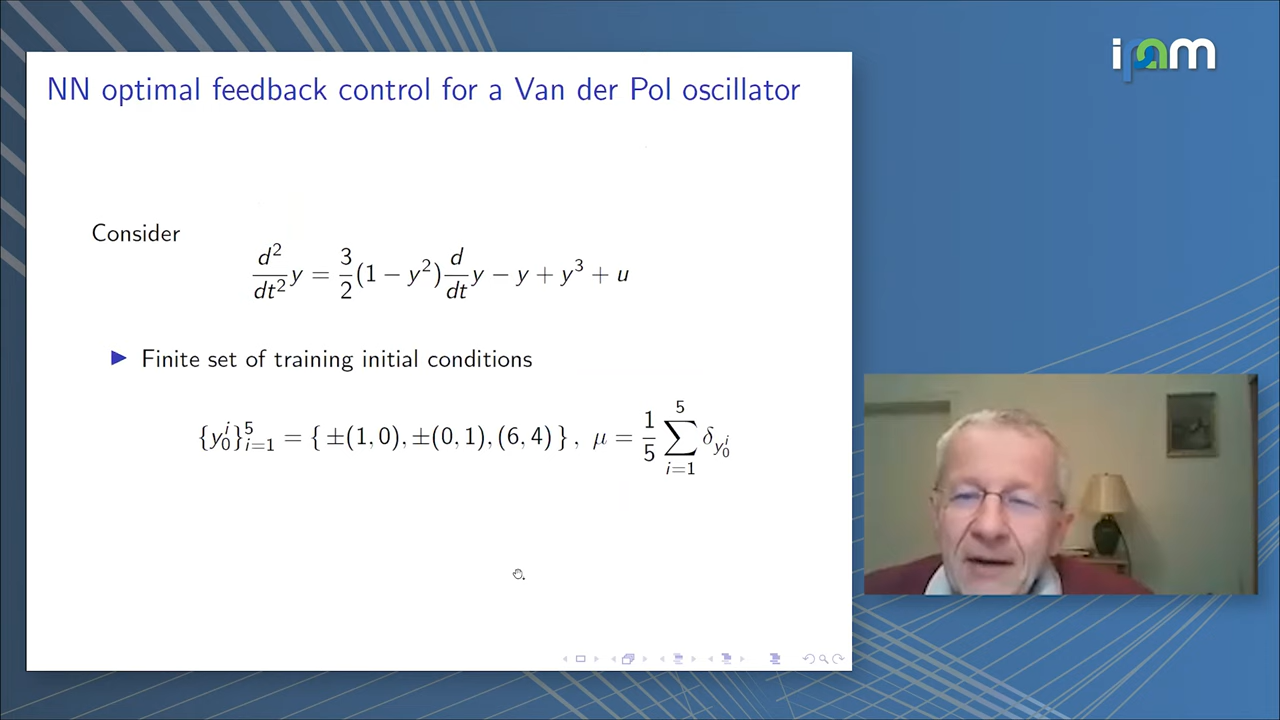 NN optimal feedback control for a Van der Pol oscillator
ipam
Consider
d²/dt² y = 3/2 (1 − y²) d/dt y − y + y³ + u
▶ Finite set of training initial conditions
{y₀ⁱ}⁵ᵢ₌₁ = { ±(1, 0), ±(0, 1), (6, 4) } , μ = 1/5 ∑⁵ᵢ₌₁ δ_{y₀ⁱ}